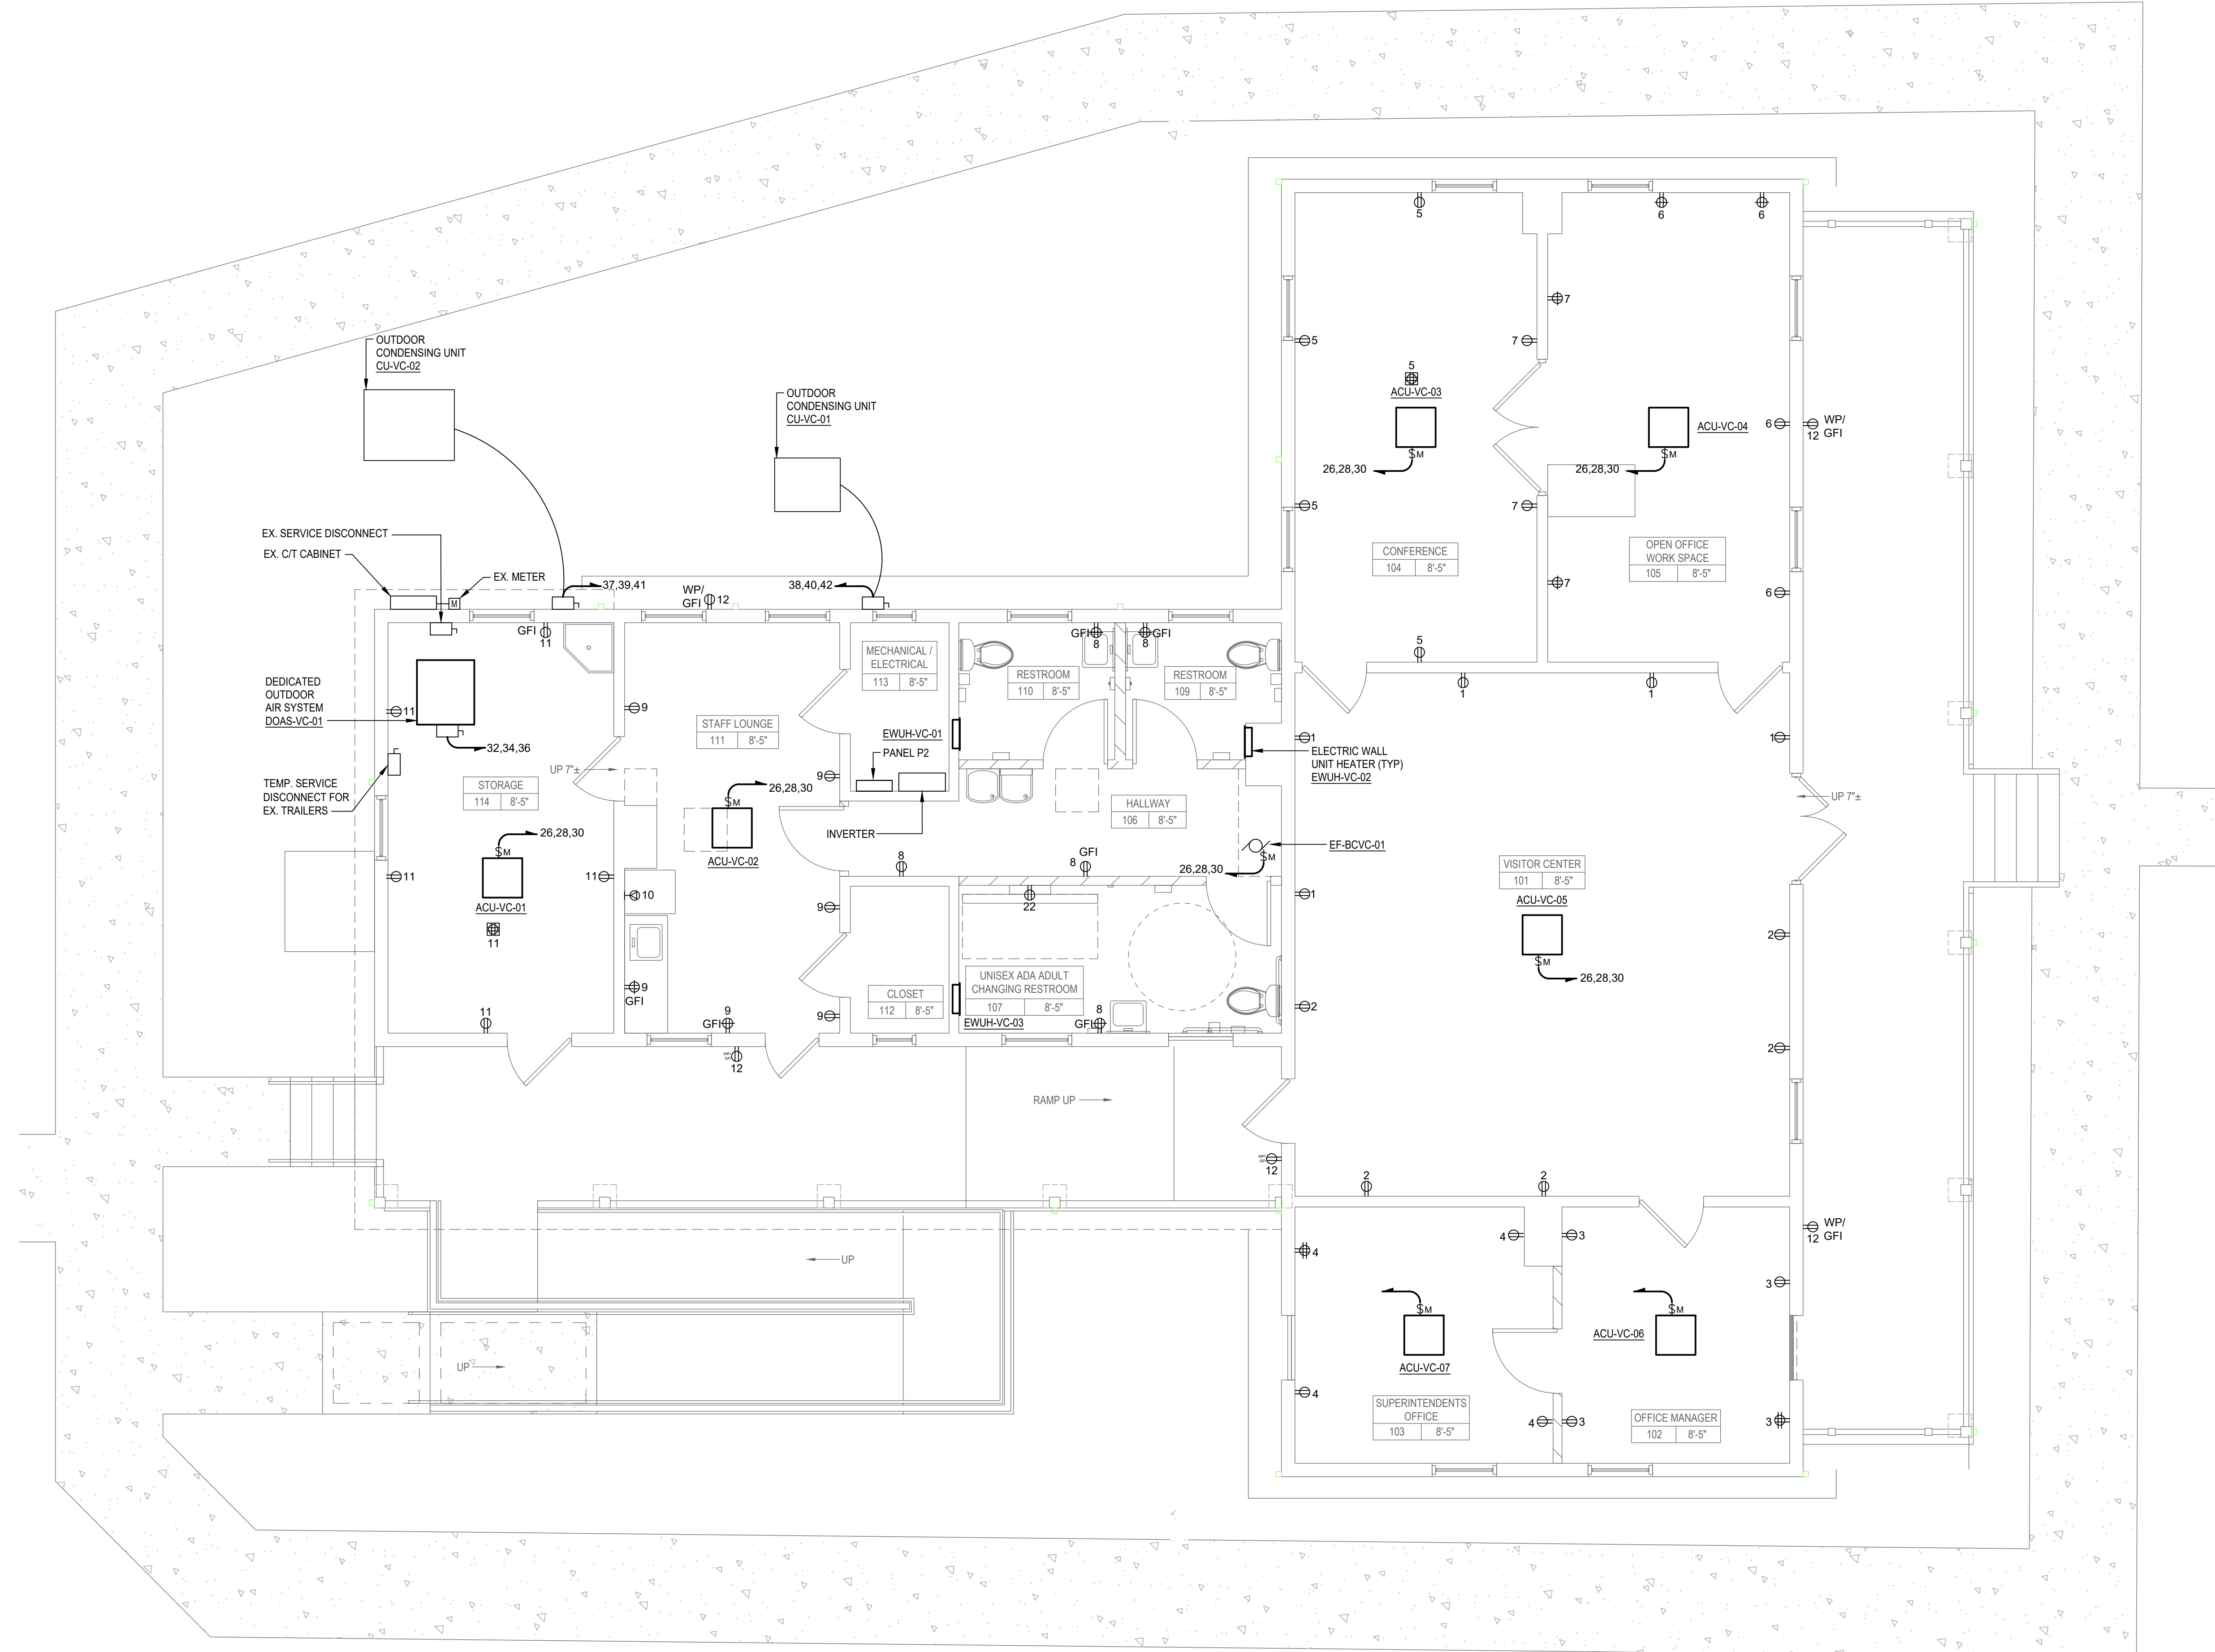 5
6
6
7
OUTDOOR
CONDENSING UNIT
CU-VC-02
5
7
5
ACU-VC-03
OUTDOOR
CONDENSING UNIT
CU-VC-01
ACU-VC-04
6
WP/
12 GFI
S M
S M
26,28,30
26,28,30
5
7
EX. SERVICE DISCONNECT
EX. C/T CABINET
CONFERENCE
104 8'-5"
OPEN OFFICE
WORK SPACE
105 8'-5"
EX. METER
M
37,39,41
WP/
GFI 12
38,40,42
7
6
GFI
11
GFI
8
GFI
8
5
MECHANICAL /
ELECTRICAL
113 8'-5"
RESTROOM
110 8'-5"
RESTROOM
109 8'-5"
DEDICATED
OUTDOOR
AIR SYSTEM
DOAS-VC-01
11
9
1
1
STAFF LOUNGE
111 8'-5"
EWUH-VC-01
PANEL P2
1
1
ELECTRIC WALL
UNIT HEATER (TYP)
EWUH-VC-02
32,34,36
UP 7"±
9
TEMP. SERVICE
DISCONNECT FOR
EX. TRAILERS
STORAGE
114 8'-5"
26,28,30
S M
HALLWAY
106 8'-5"
UP 7"±
INVERTER
26,28,30
S M
ACU-VC-02
EF-BCVC-01
S M
26,28,30
8
GFI
8
VISITOR CENTER
101 8'-5"
11
11
10
22
1
ACU-VC-05
ACU-VC-01
11
9
2
S M
26,28,30
UNISEX ADA ADULT
CHANGING RESTROOM
107 8'-5"
CLOSET
112 8'-5"
9
GFI
2
EWUH-VC-03
11
9
GFI
9
8
GFI
2
WP/
GFI
12
RAMP UP
WP/
GFI
12
2
2
WP/
12 GFI
4
4
3
UP
3
S M
S M
ACU-VC-06
UP
ACU-VC-07
4
SUPERINTENDENTS
OFFICE
103 8'-5"
4
3
OFFICE MANAGER
102 8'-5"
3